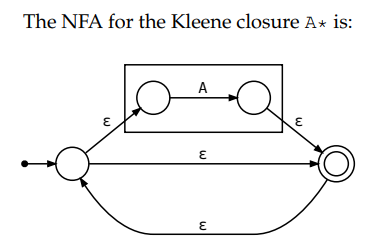 The NFA for the Kleene closure A* is:
A
ε
ε
ε
ε